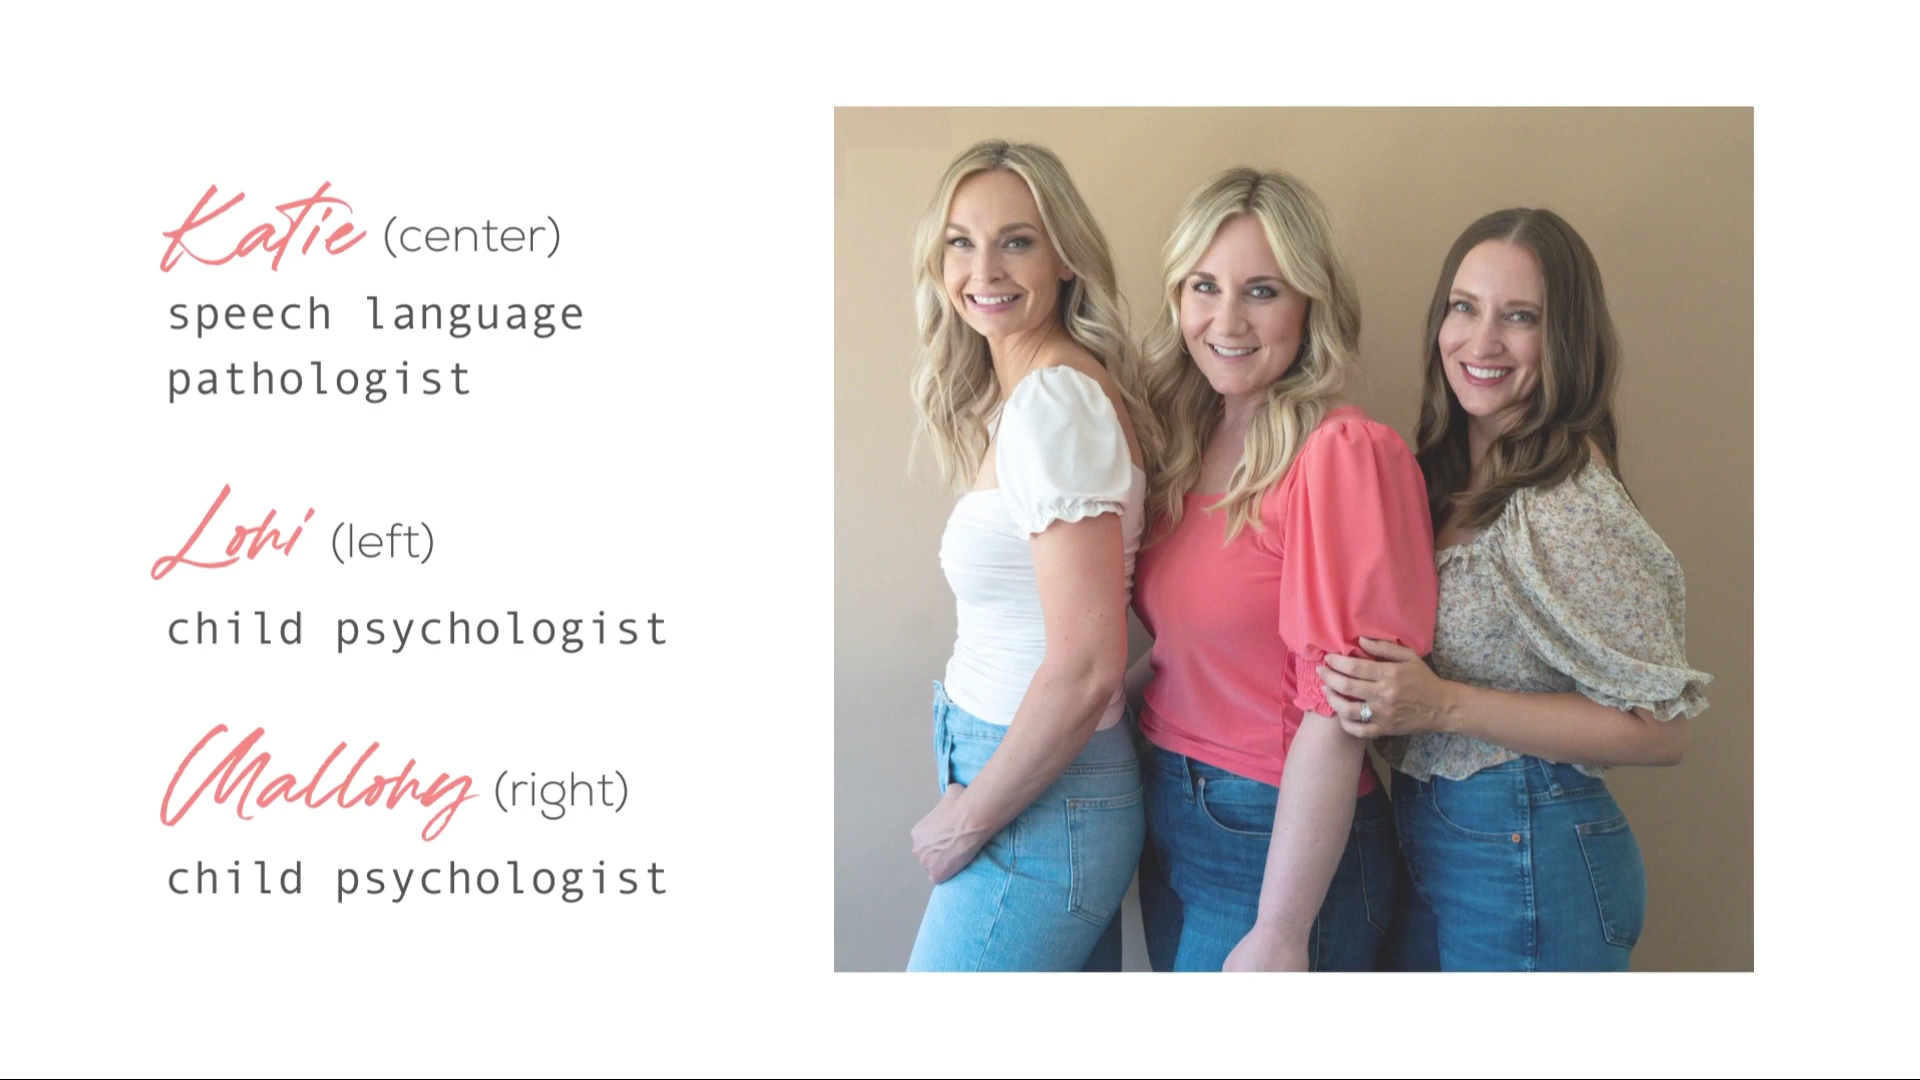 Katie (center)
speech language
pathologist
Lori (left)
child psychologist
Mallory (right)
child psychologist